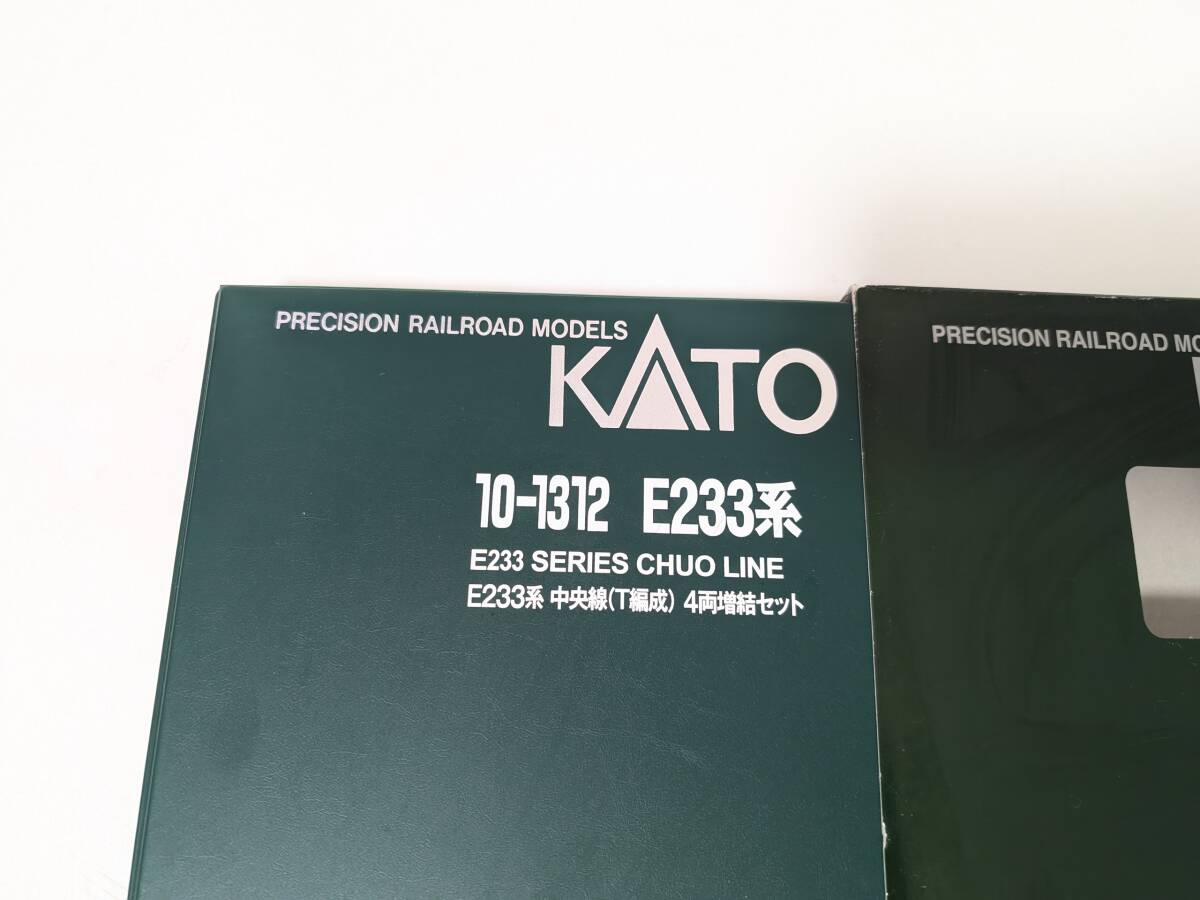 PRECISION RAILROAD MODELS
KATO
10-1312 E233系
E233 SERIES CHUO LINE
E233系 中央線(T編成) 4両増結セット
PRECISION RAILROAD MO